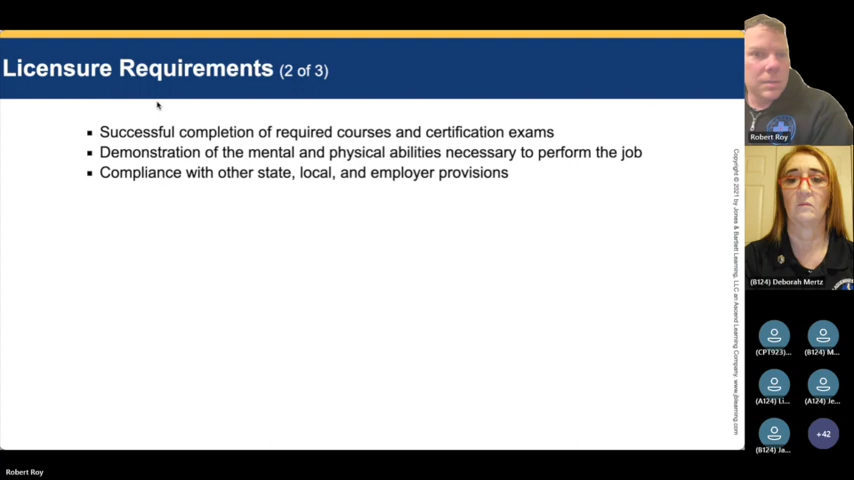 Licensure Requirements (2 of 3)
▪ Successful completion of required courses and certification exams
▪ Demonstration of the mental and physical abilities necessary to perform the job
▪ Compliance with other state, local, and employer provisions
Copyright © 2021 by Jones & Bartlett Learning, LLC an Ascend Learning Company. www.jblearning.com
Robert Roy
(B124) Deborah Mertz
(CPT923)...
(B124) M...
(A124) Li...
(A124) Je...
(B124) Ja...
+42
Robert Roy